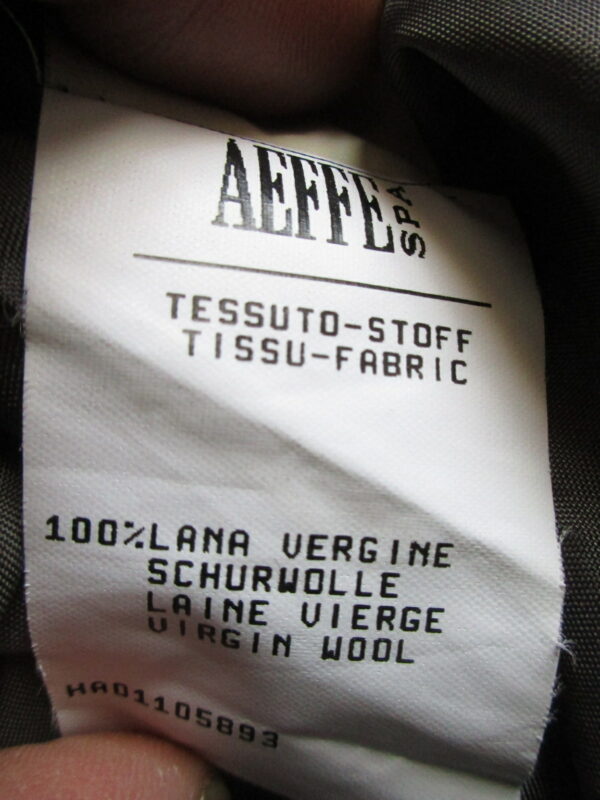 AEFFE SPA
TESSUTO-STOFF
TISSU-FABRIC
100%LANA VERGINE
SCHURWOLLE
LAINE VIERGE
VIRGIN WOOL
HA01105893